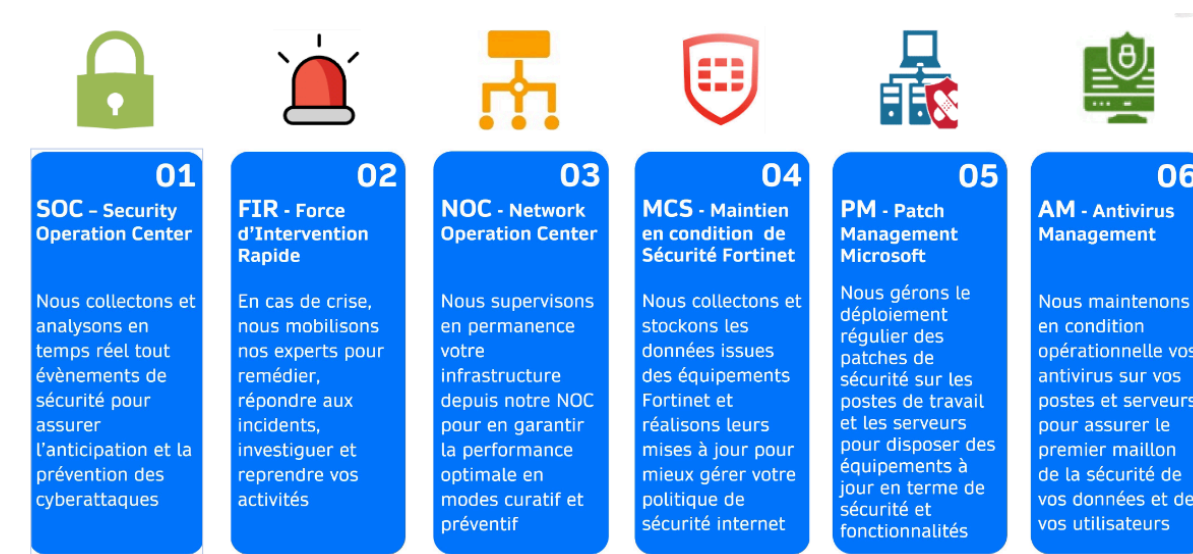 01
SOC – Security
Operation Center
Nous collectons et
analysons en
temps réel tout
évènements de
sécurité pour
assurer
l'anticipation et la
prévention des
cyberattaques
02
FIR - Force
d'Intervention
Rapide
En cas de crise,
nous mobilisons
nos experts pour
remédier,
répondre aux
incidents,
investiguer et
reprendre vos
activités
03
NOC - Network
Operation Center
Nous supervisons
en permanence
votre
infrastructure
depuis notre NOC
pour en garantir
la performance
optimale en
modes curatif et
préventif
04
MCS - Maintien
en condition de
Sécurité Fortinet
Nous collectons et
stockons les
données issues
des équipements
Fortinet et
réalisons leurs
mises à jour pour
mieux gérer votre
politique de
sécurité internet
05
PM - Patch
Management
Microsoft
Nous gérons le
déploiement
régulier des
patches de
sécurité sur les
postes de travail
et les serveurs
pour disposer des
équipements à
jour en terme de
sécurité et
fonctionnalités
06
AM - Antivirus
Management
Nous maintenons
en condition
opérationnelle vos
antivirus sur vos
postes et serveurs
pour assurer le
premier maillon
de la sécurité de
vos données et de
vos utilisateurs